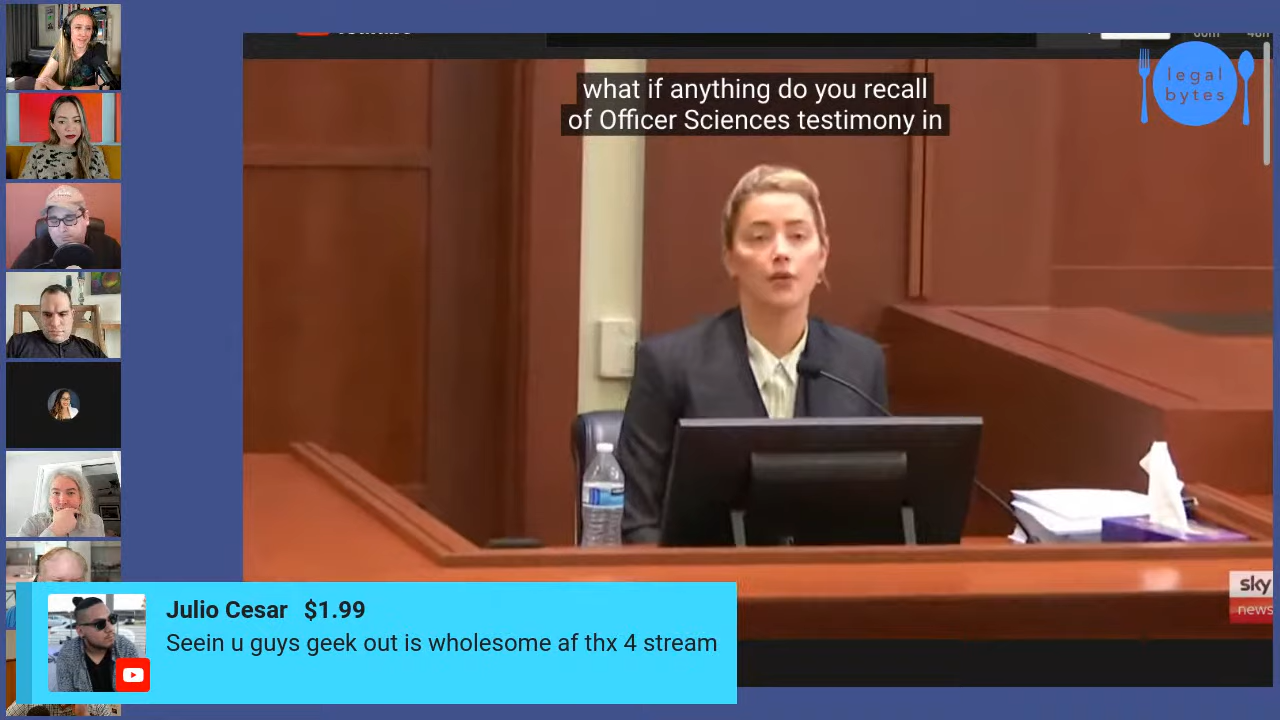 what if anything do you recall
of Officer Sciences testimony in
legal
bytes
sky
news
Julio Cesar $1.99
Seein u guys geek out is wholesome af thx 4 stream